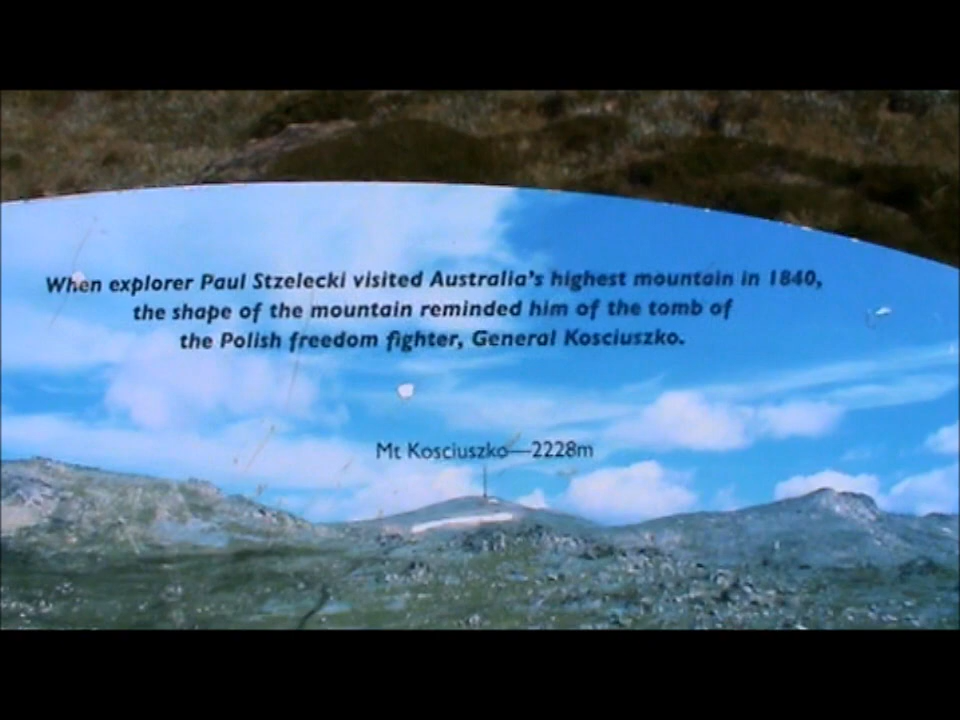 When explorer Paul Stzelecki visited Australia's highest mountain in 1840,
the shape of the mountain reminded him of the tomb of
the Polish freedom fighter, General Kosciuszko.
Mt Kosciuszko—2228m